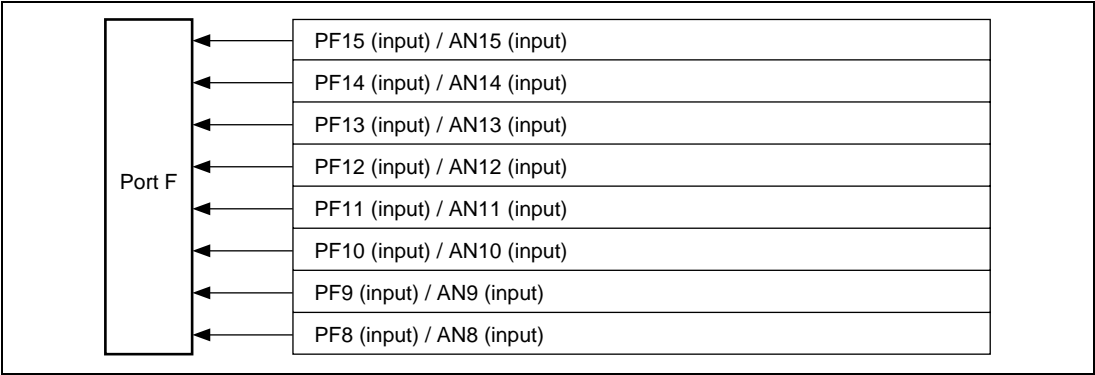 PF15 (input) / AN15 (input)
PF14 (input) / AN14 (input)
PF13 (input) / AN13 (input)
PF12 (input) / AN12 (input)
Port F
PF11 (input) / AN11 (input)
PF10 (input) / AN10 (input)
PF9 (input) / AN9 (input)
PF8 (input) / AN8 (input)